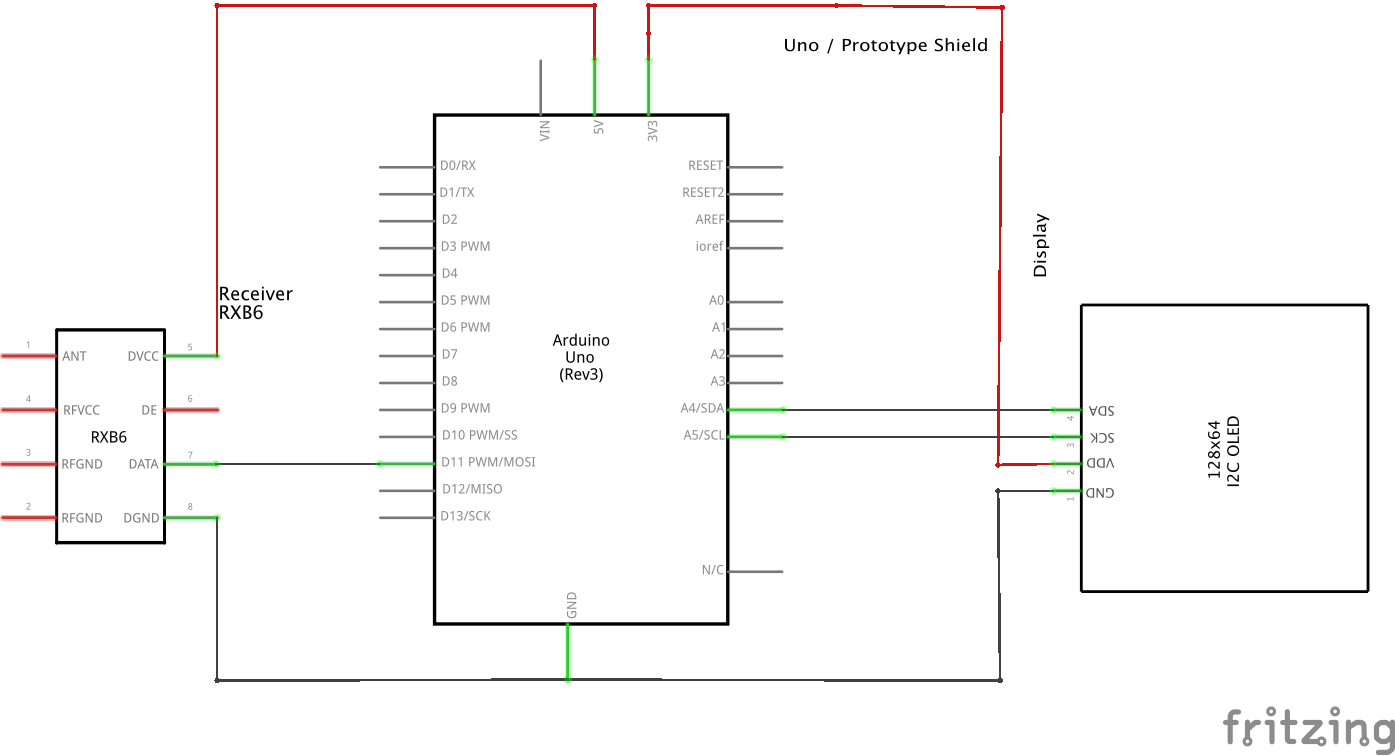 Uno / Prototype Shield
VIN
5V
3V3
D0/RX
RESET
D1/TX
RESET2
D2
AREF
D3 PWM
ioref
D4
D5 PWM
A0
D6 PWM
A1
D7
A2
D8
A3
D9 PWM
A4/SDA
D10 PWM/SS
A5/SCL
D11 PWM/MOSI
D12/MISO
D13/SCK
N/C
GND
Arduino
Uno
(Rev3)
Receiver
RXB6
1
ANT
DVCC
5
4
RFVCC
DE
6
RXB6
3
RFGND
DATA
7
2
RFGND
DGND
8
Display
4
SDA
3
SCK
2
VDD
1
GND
128x64
I2C OLED
fritzing